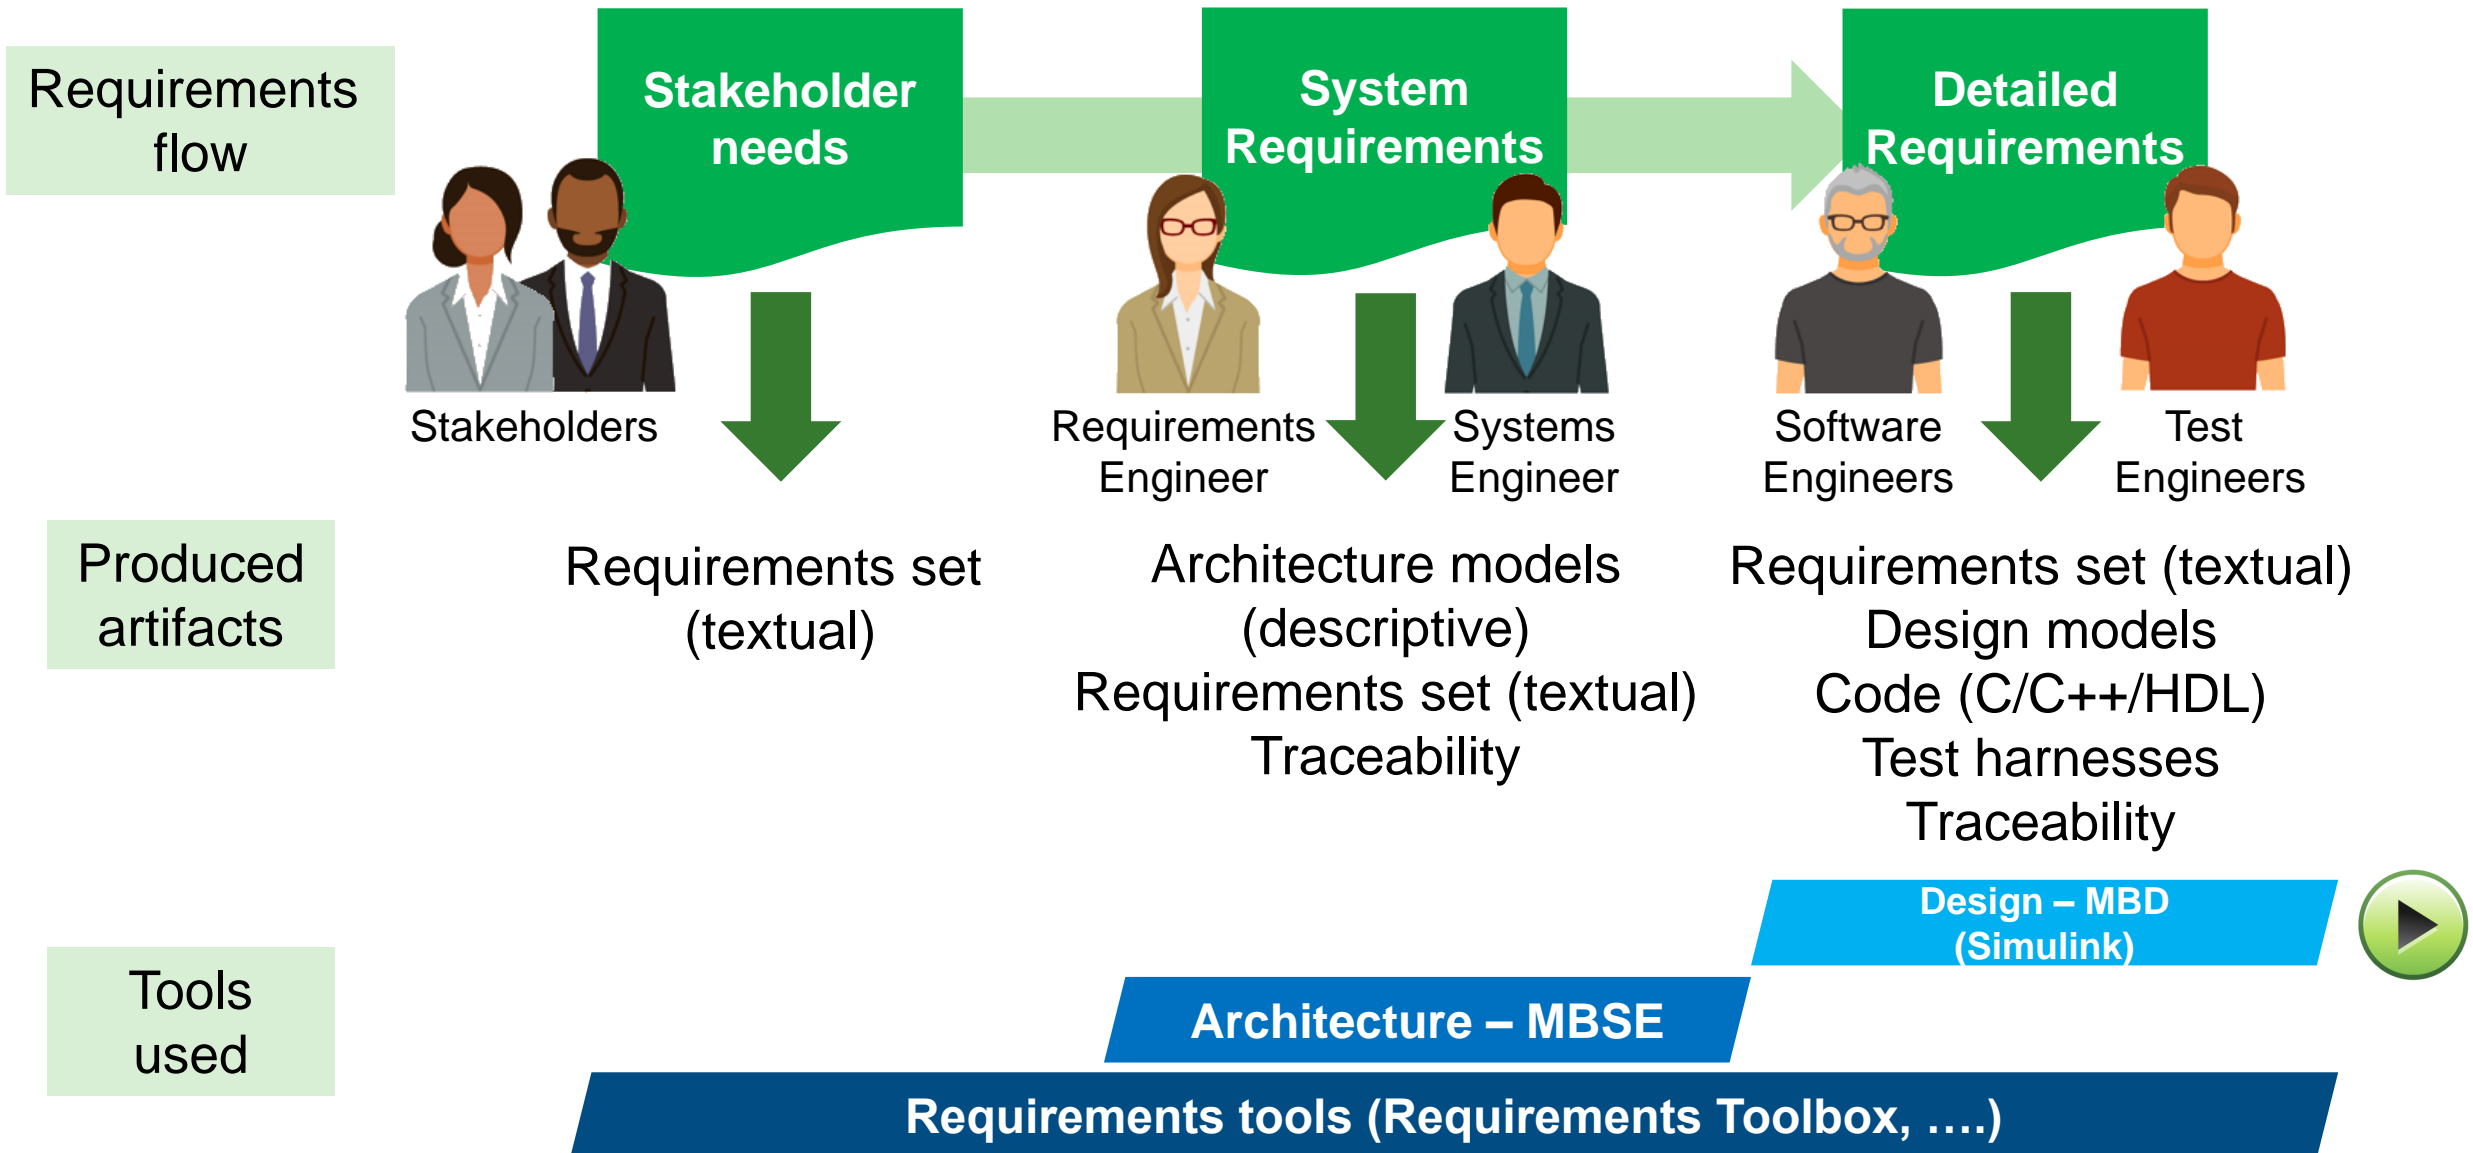 Requirements
flow
Stakeholder
needs
System
Requirements
Detailed
Requirements
Stakeholders
Requirements
Engineer
Systems
Engineer
Software
Engineers
Test
Engineers
Produced
artifacts
Requirements set
(textual)
Architecture models
(descriptive)
Requirements set (textual)
Traceability
Requirements set (textual)
Design models
Code (C/C++/HDL)
Test harnesses
Traceability
Tools
used
Design – MBD
(Simulink)
Architecture – MBSE
Requirements tools (Requirements Toolbox, ….)